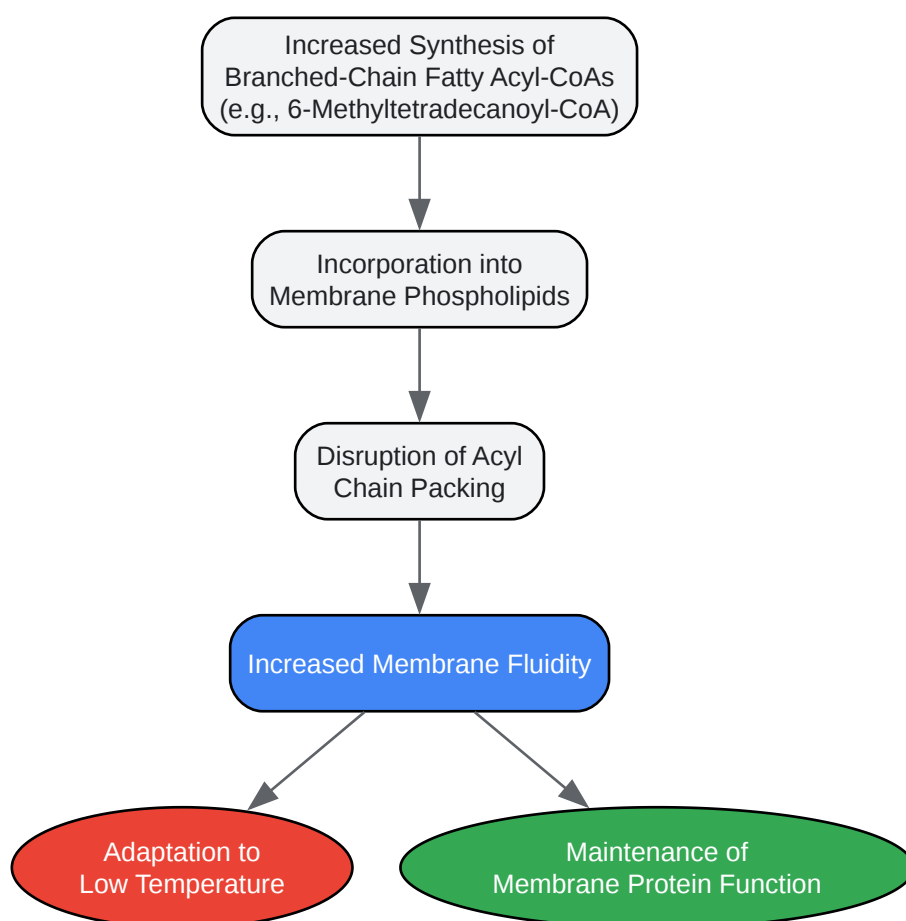 Increased Synthesis of
Branched-Chain Fatty Acyl-CoAs
(e.g., 6-Methyltetradecanoyl-CoA)
Incorporation into
Membrane Phospholipids
Disruption of Acyl
Chain Packing
Increased Membrane Fluidity
Adaptation to
Low Temperature
Maintenance of
Membrane Protein Function